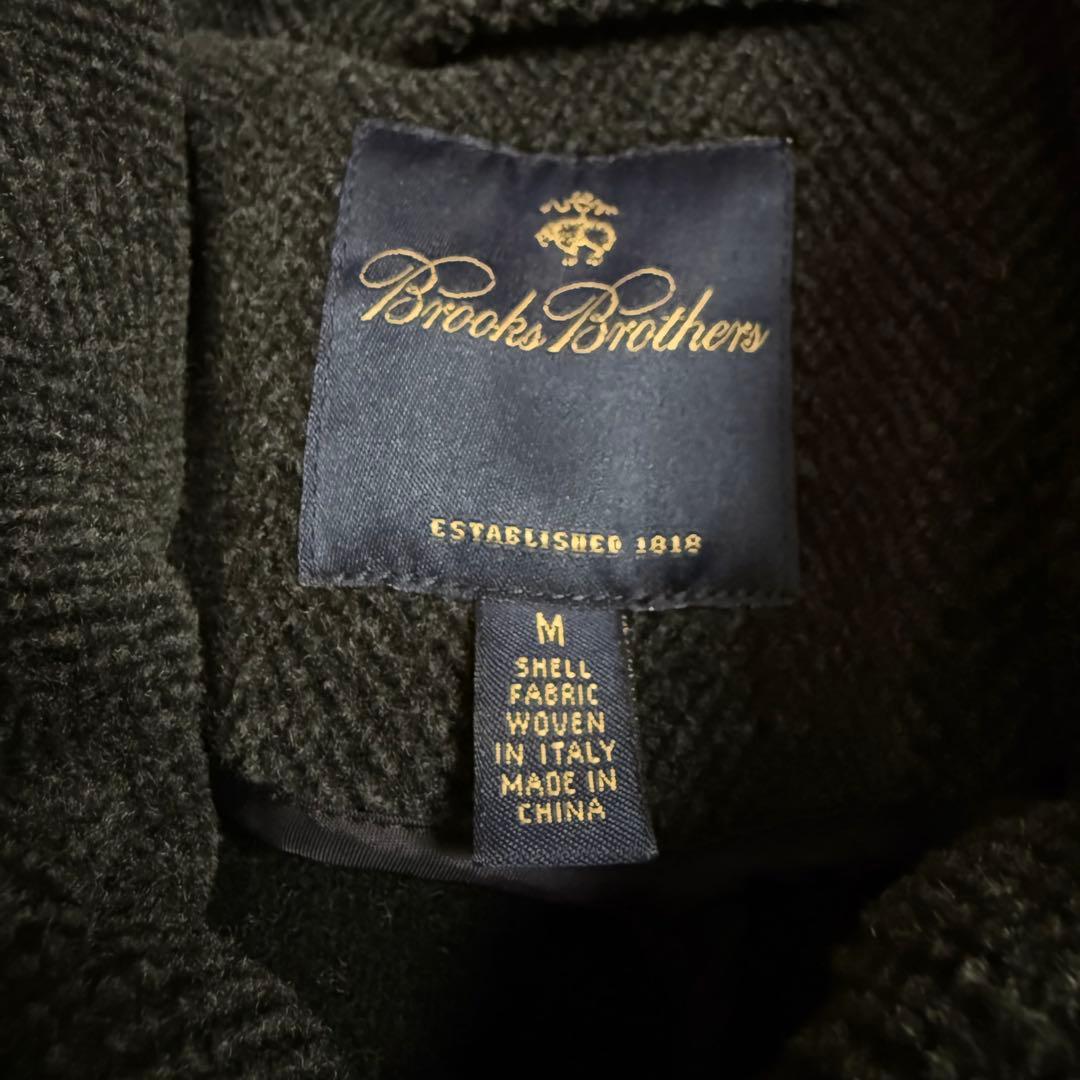 Brooks Brothers
ESTABLISHED 1818
M
SHELL
FABRIC
WOVEN
IN ITALY
MADE IN
CHINA